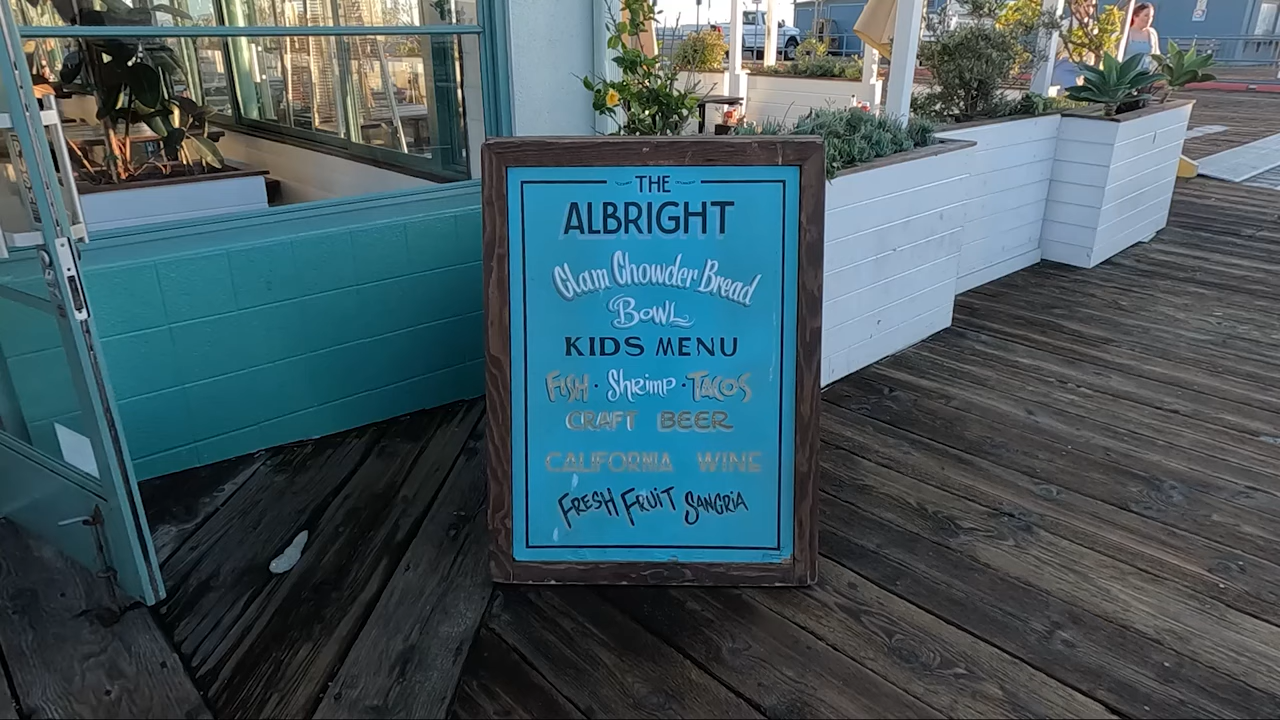 THE
ALBRIGHT
Clam Chowder Bread
BOWL
KIDS MENU
FISH · Shrimp · TACOS
CRAFT BEER
CALIFORNIA WINE
FRESH FRUIT SANGRIA